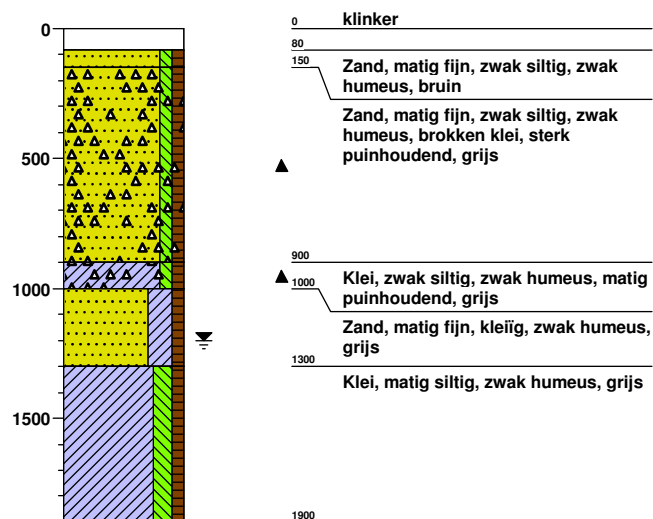 0
0
klinker
80
150
Zand, matig fijn, zwak siltig, zwak
humeus, bruin
Zand, matig fijn, zwak siltig, zwak
humeus, brokken klei, sterk
puinhoudend, grijs
500
900
1000
1000
Klei, zwak siltig, zwak humeus, matig
puinhoudend, grijs
Zand, matig fijn, kleiïg, zwak humeus,
grijs
1300
Klei, matig siltig, zwak humeus, grijs
1500
1900